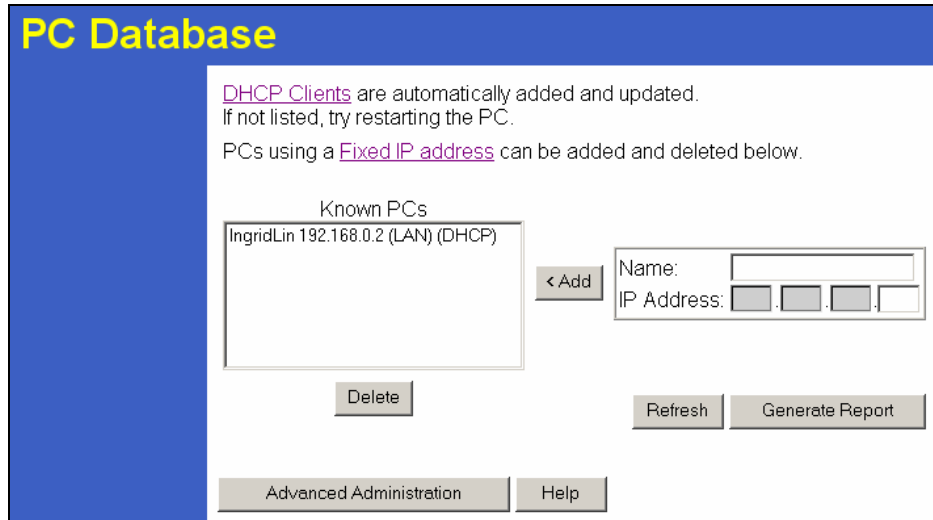 PC Database
DHCP Clients are automatically added and updated.
If not listed, try restarting the PC.
PCs using a Fixed IP address can be added and deleted below.
Known PCs
IngridLin 192.168.0.2 (LAN) (DHCP)
< Add
Name:
IP Address: . . .
Delete
Refresh Generate Report
Advanced Administration Help